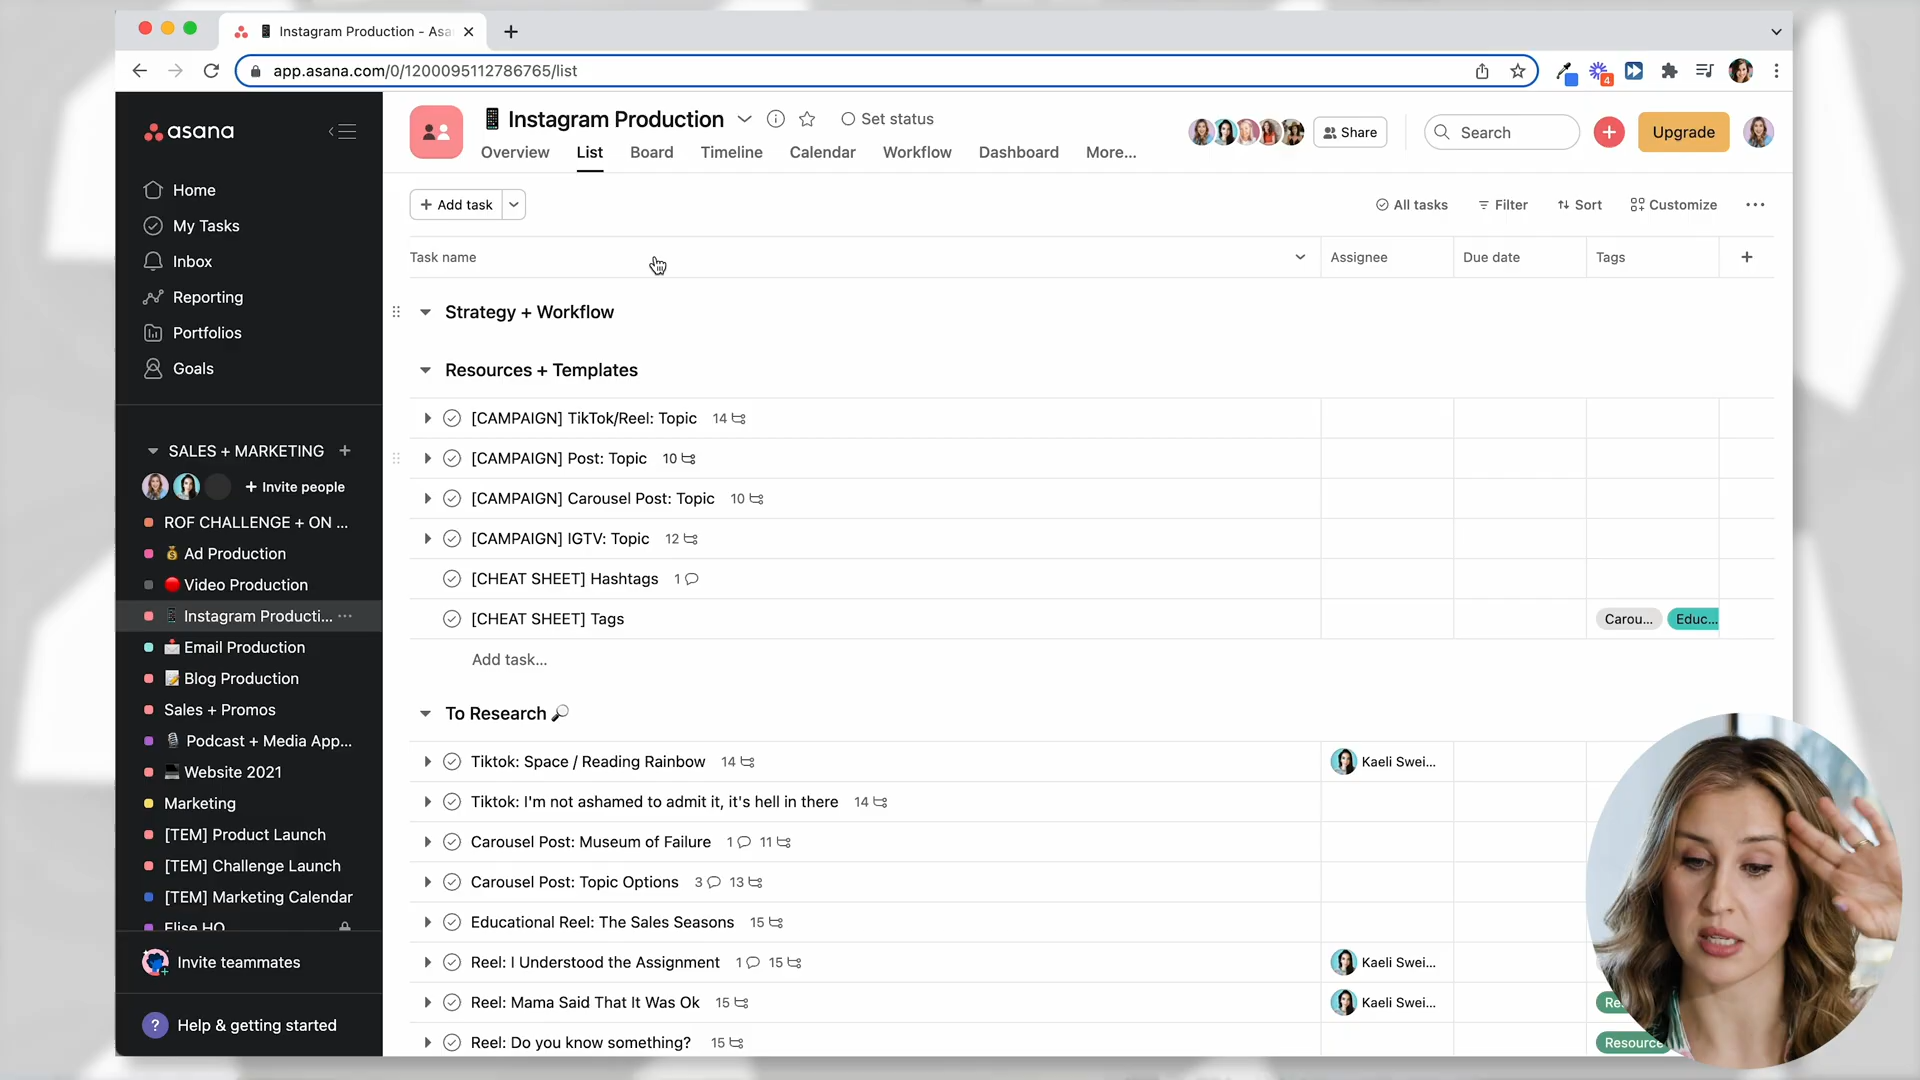 Instagram Production - Asa
app.asana.com/0/1200095112786765/list
4
asana
Home
My Tasks
Inbox
Reporting
Portfolios
Goals
SALES + MARKETING +
+ Invite people
ROF CHALLENGE + ON ...
Ad Production
Video Production
Instagram Producti... ...
Email Production
Blog Production
Sales + Promos
Podcast + Media App...
Website 2021
Marketing
[TEM] Product Launch
[TEM] Challenge Launch
[TEM] Marketing Calendar
Elise HQ
Invite teammates
? Help & getting started
Instagram Production
Set status
Overview List Board Timeline Calendar Workflow Dashboard More...
Share
Search
+
Upgrade
+ Add task
All tasks Filter Sort Customize ...
Task name Assignee Due date Tags +
Strategy + Workflow
Resources + Templates
[CAMPAIGN] TikTok/Reel: Topic 14
[CAMPAIGN] Post: Topic 10
[CAMPAIGN] Carousel Post: Topic 10
[CAMPAIGN] IGTV: Topic 12
[CHEAT SHEET] Hashtags 1
[CHEAT SHEET] Tags Carou... Educ...
Add task...
To Research
Tiktok: Space / Reading Rainbow 14 Kaeli Swei...
Tiktok: I'm not ashamed to admit it, it's hell in there 14
Carousel Post: Museum of Failure 1 11
Carousel Post: Topic Options 3 13
Educational Reel: The Sales Seasons 15
Reel: I Understood the Assignment 1 15 Kaeli Swei...
Reel: Mama Said That It Was Ok 15 Kaeli Swei... Re
Reel: Do you know something? 15 Resource